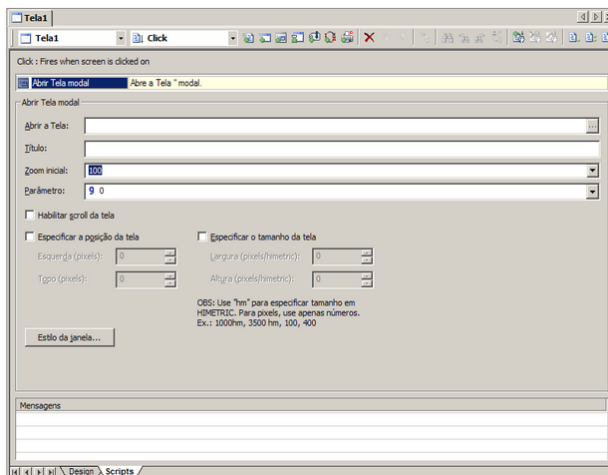 Tela1
Tela1 Click
Click : Fires when screen is clicked on
Abrir Tela modal Abre a Tela '' modal.
Abrir Tela modal
Abrir a Tela: ...
Título:
Zoom inicial: 100
Parâmetro: 9 0
Habilitar scroll da tela
Especificar a posição da tela Especificar o tamanho da tela
Esquerda (pixels): 0 Largura (pixels/himetric): 0
Topo (pixels): 0 Altura (pixels/himetric): 0
OBS: Use "hm" para especificar tamanho em
HIMETRIC. Para pixels, use apenas números.
Ex.: 1000hm, 3500 hm, 100, 400
Estilo da janela...
Mensagens
Design Scripts